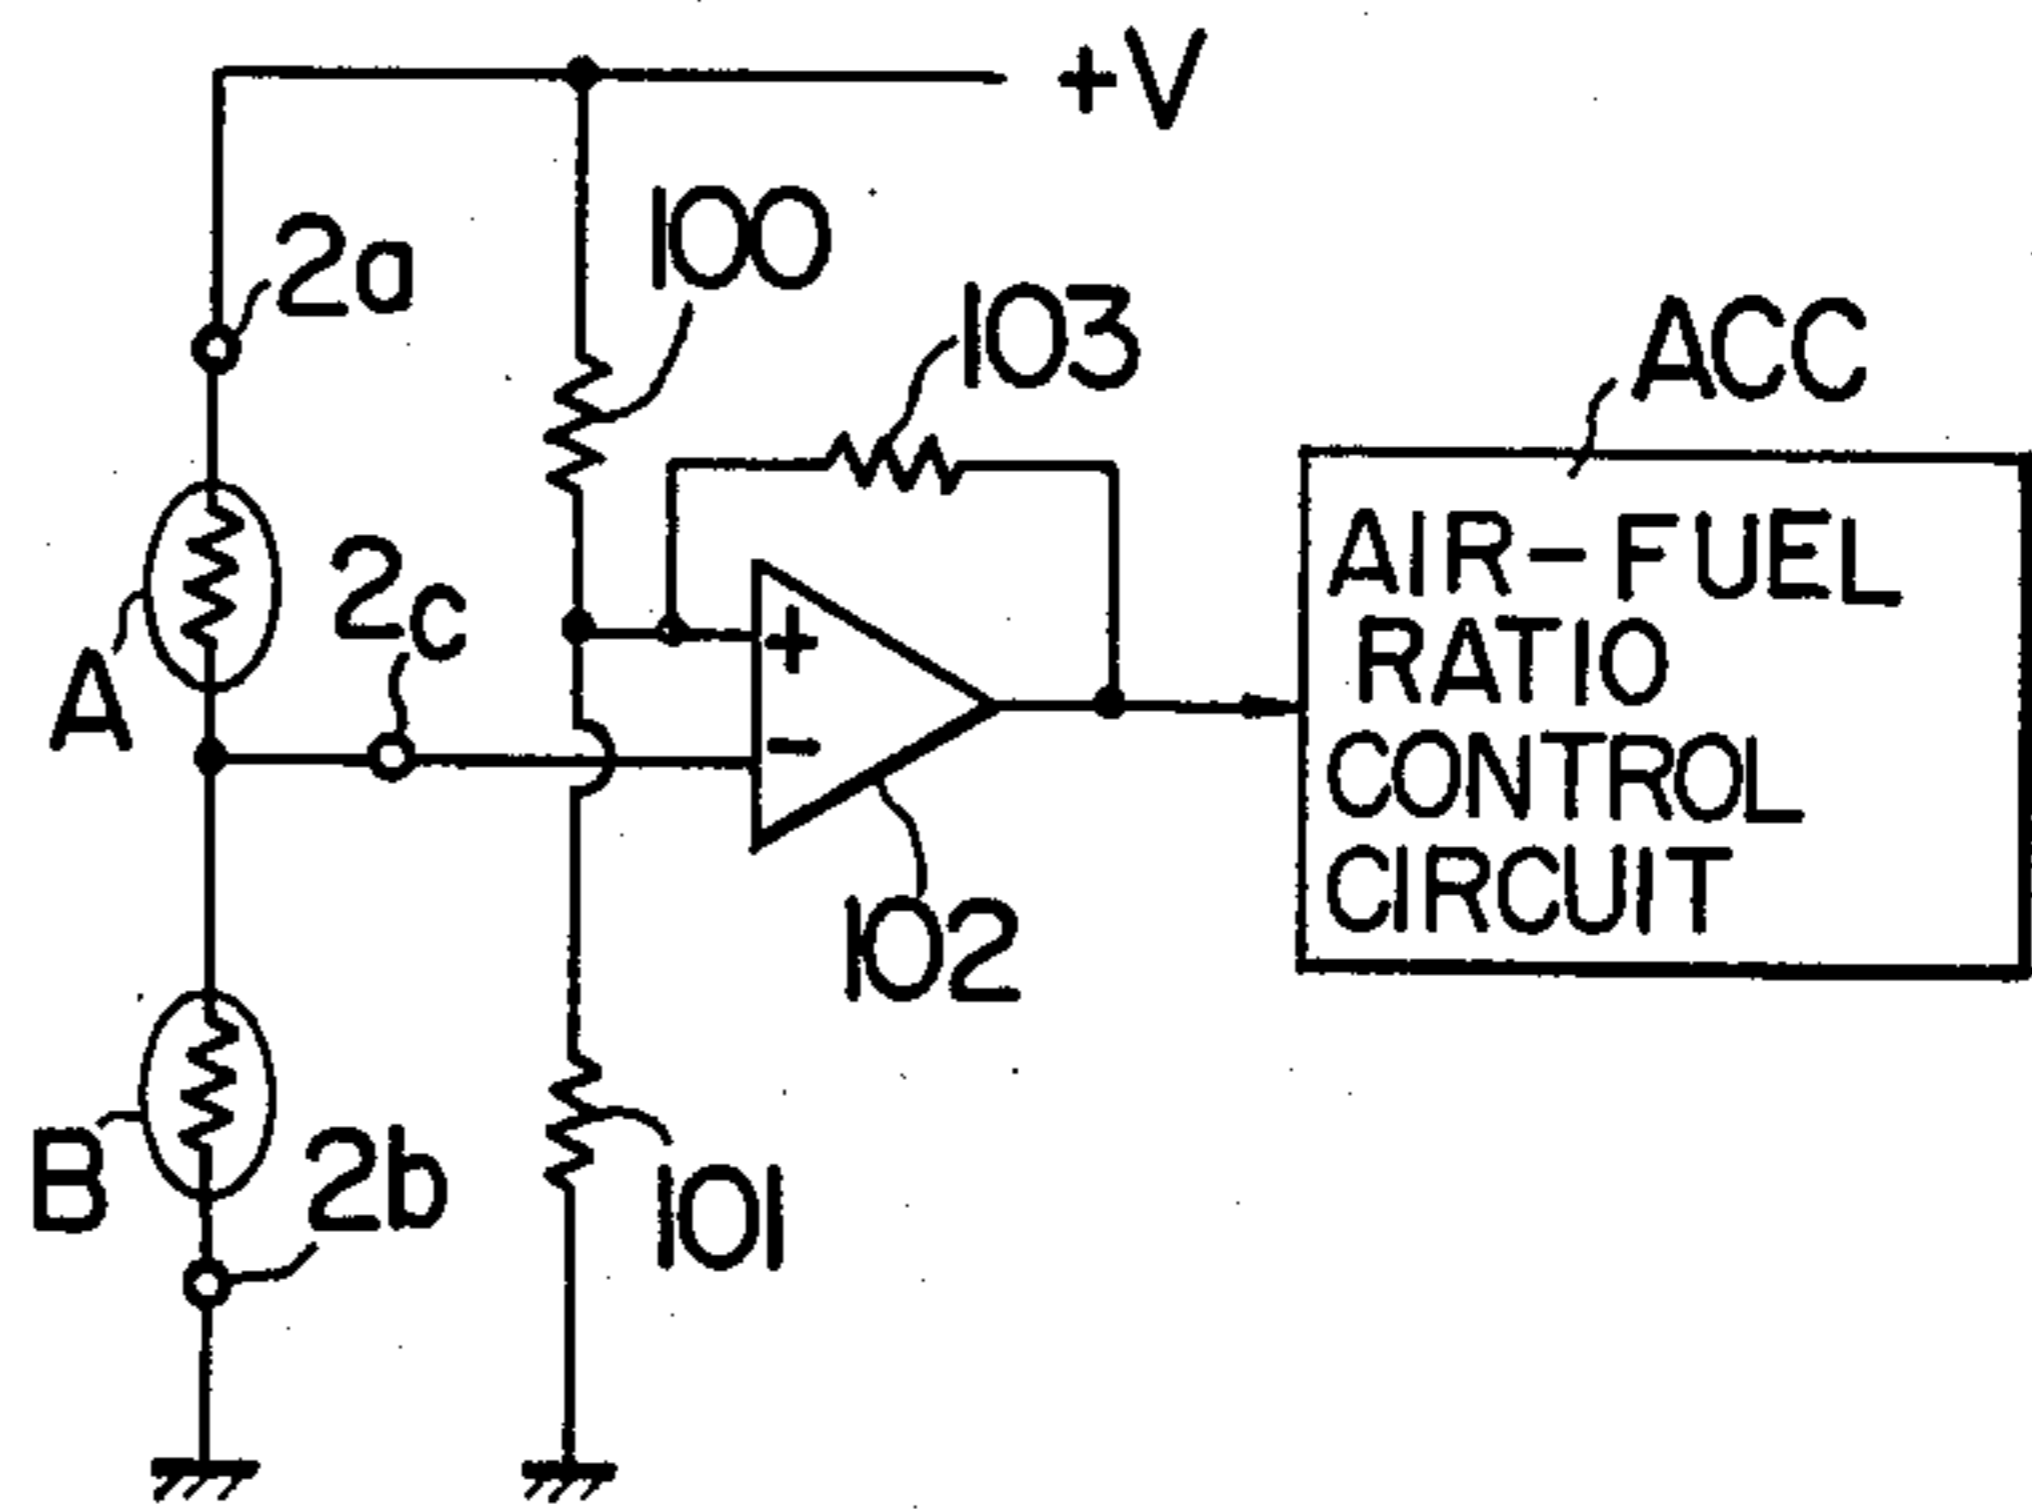 +V
100
2a
103
ACC
2c
A
+
-
AIR-FUEL
RATIO
CONTROL
CIRCUIT
102
B
2b
101